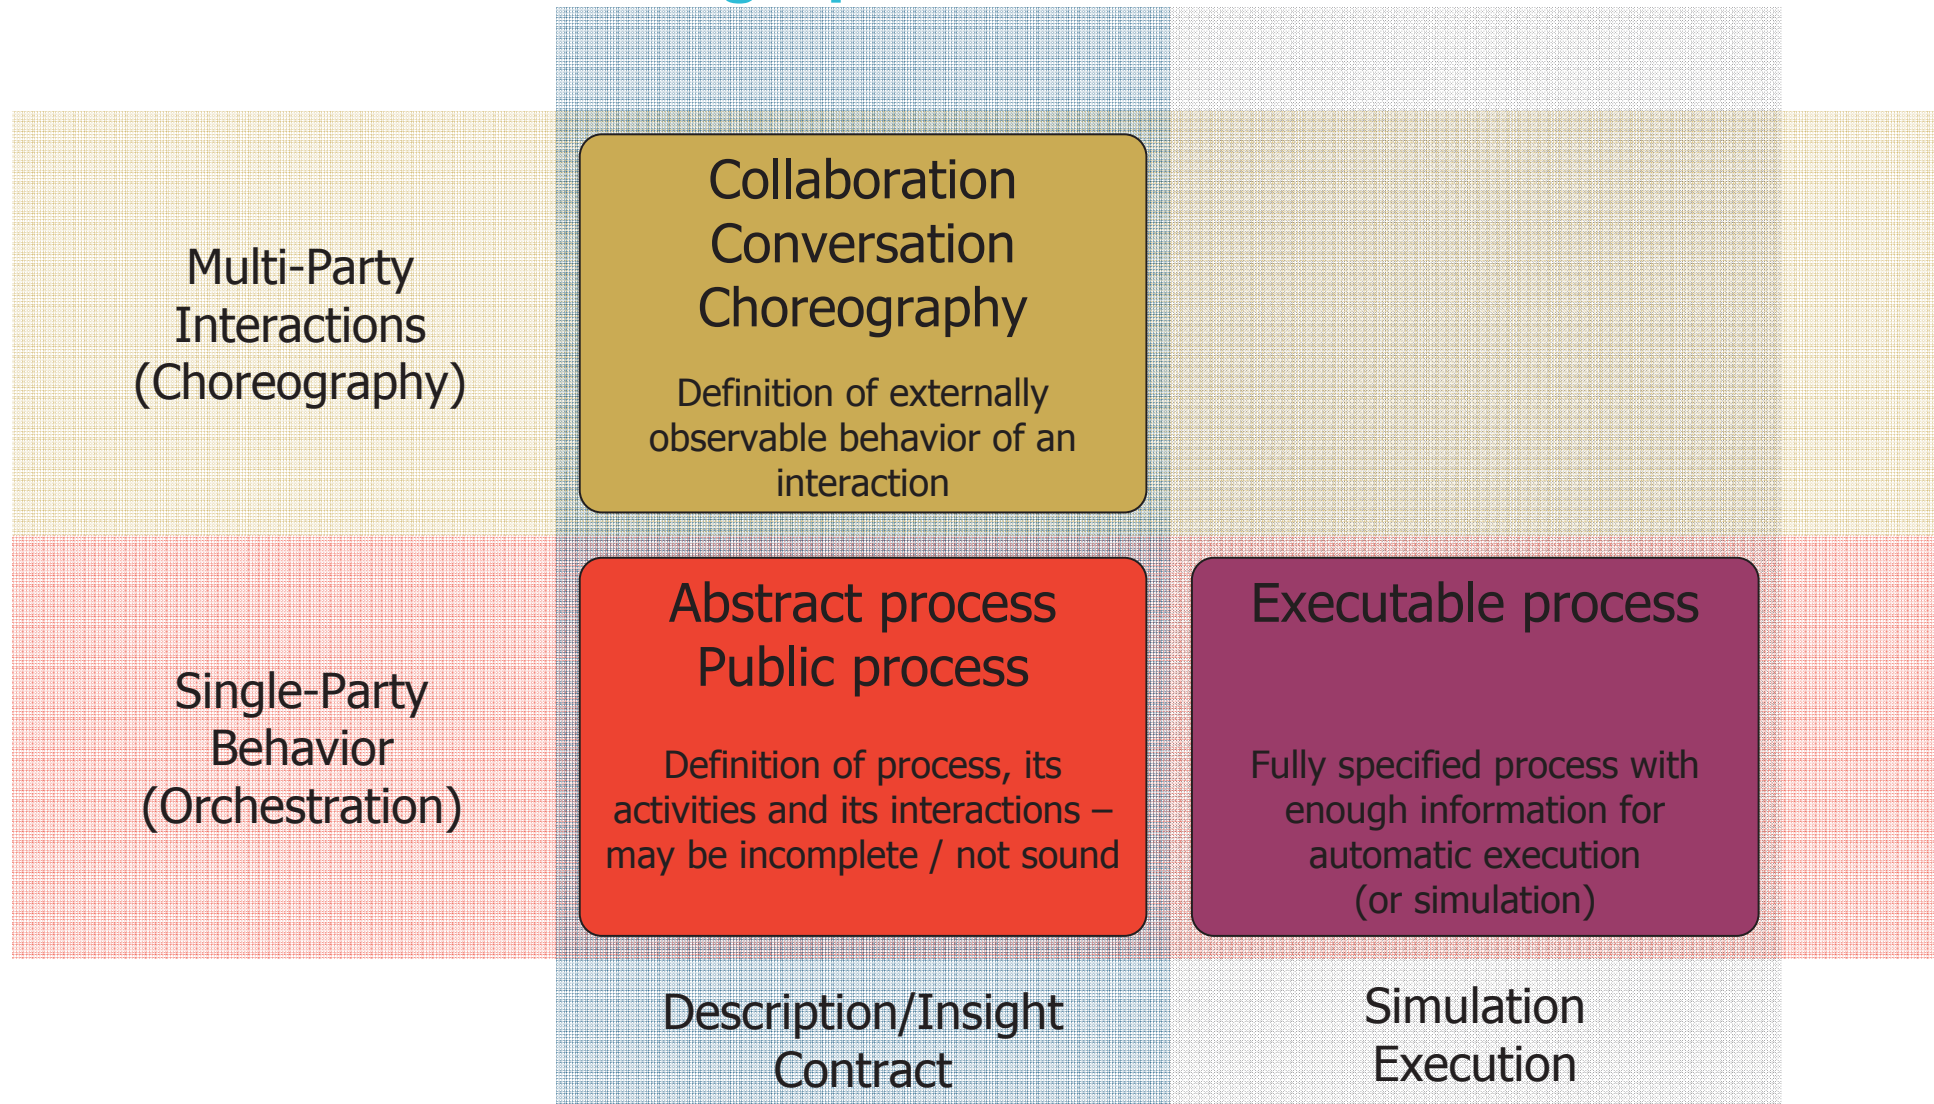 Multi-Party
Interactions
(Choreography)
Collaboration
Conversation
Choreography
Definition of externally
observable behavior of an
interaction
Single-Party
Behavior
(Orchestration)
Abstract process
Public process
Definition of process, its
activities and its interactions –
may be incomplete / not sound
Executable process
Fully specified process with
enough information for
automatic execution
(or simulation)
Description/Insight
Contract
Simulation
Execution